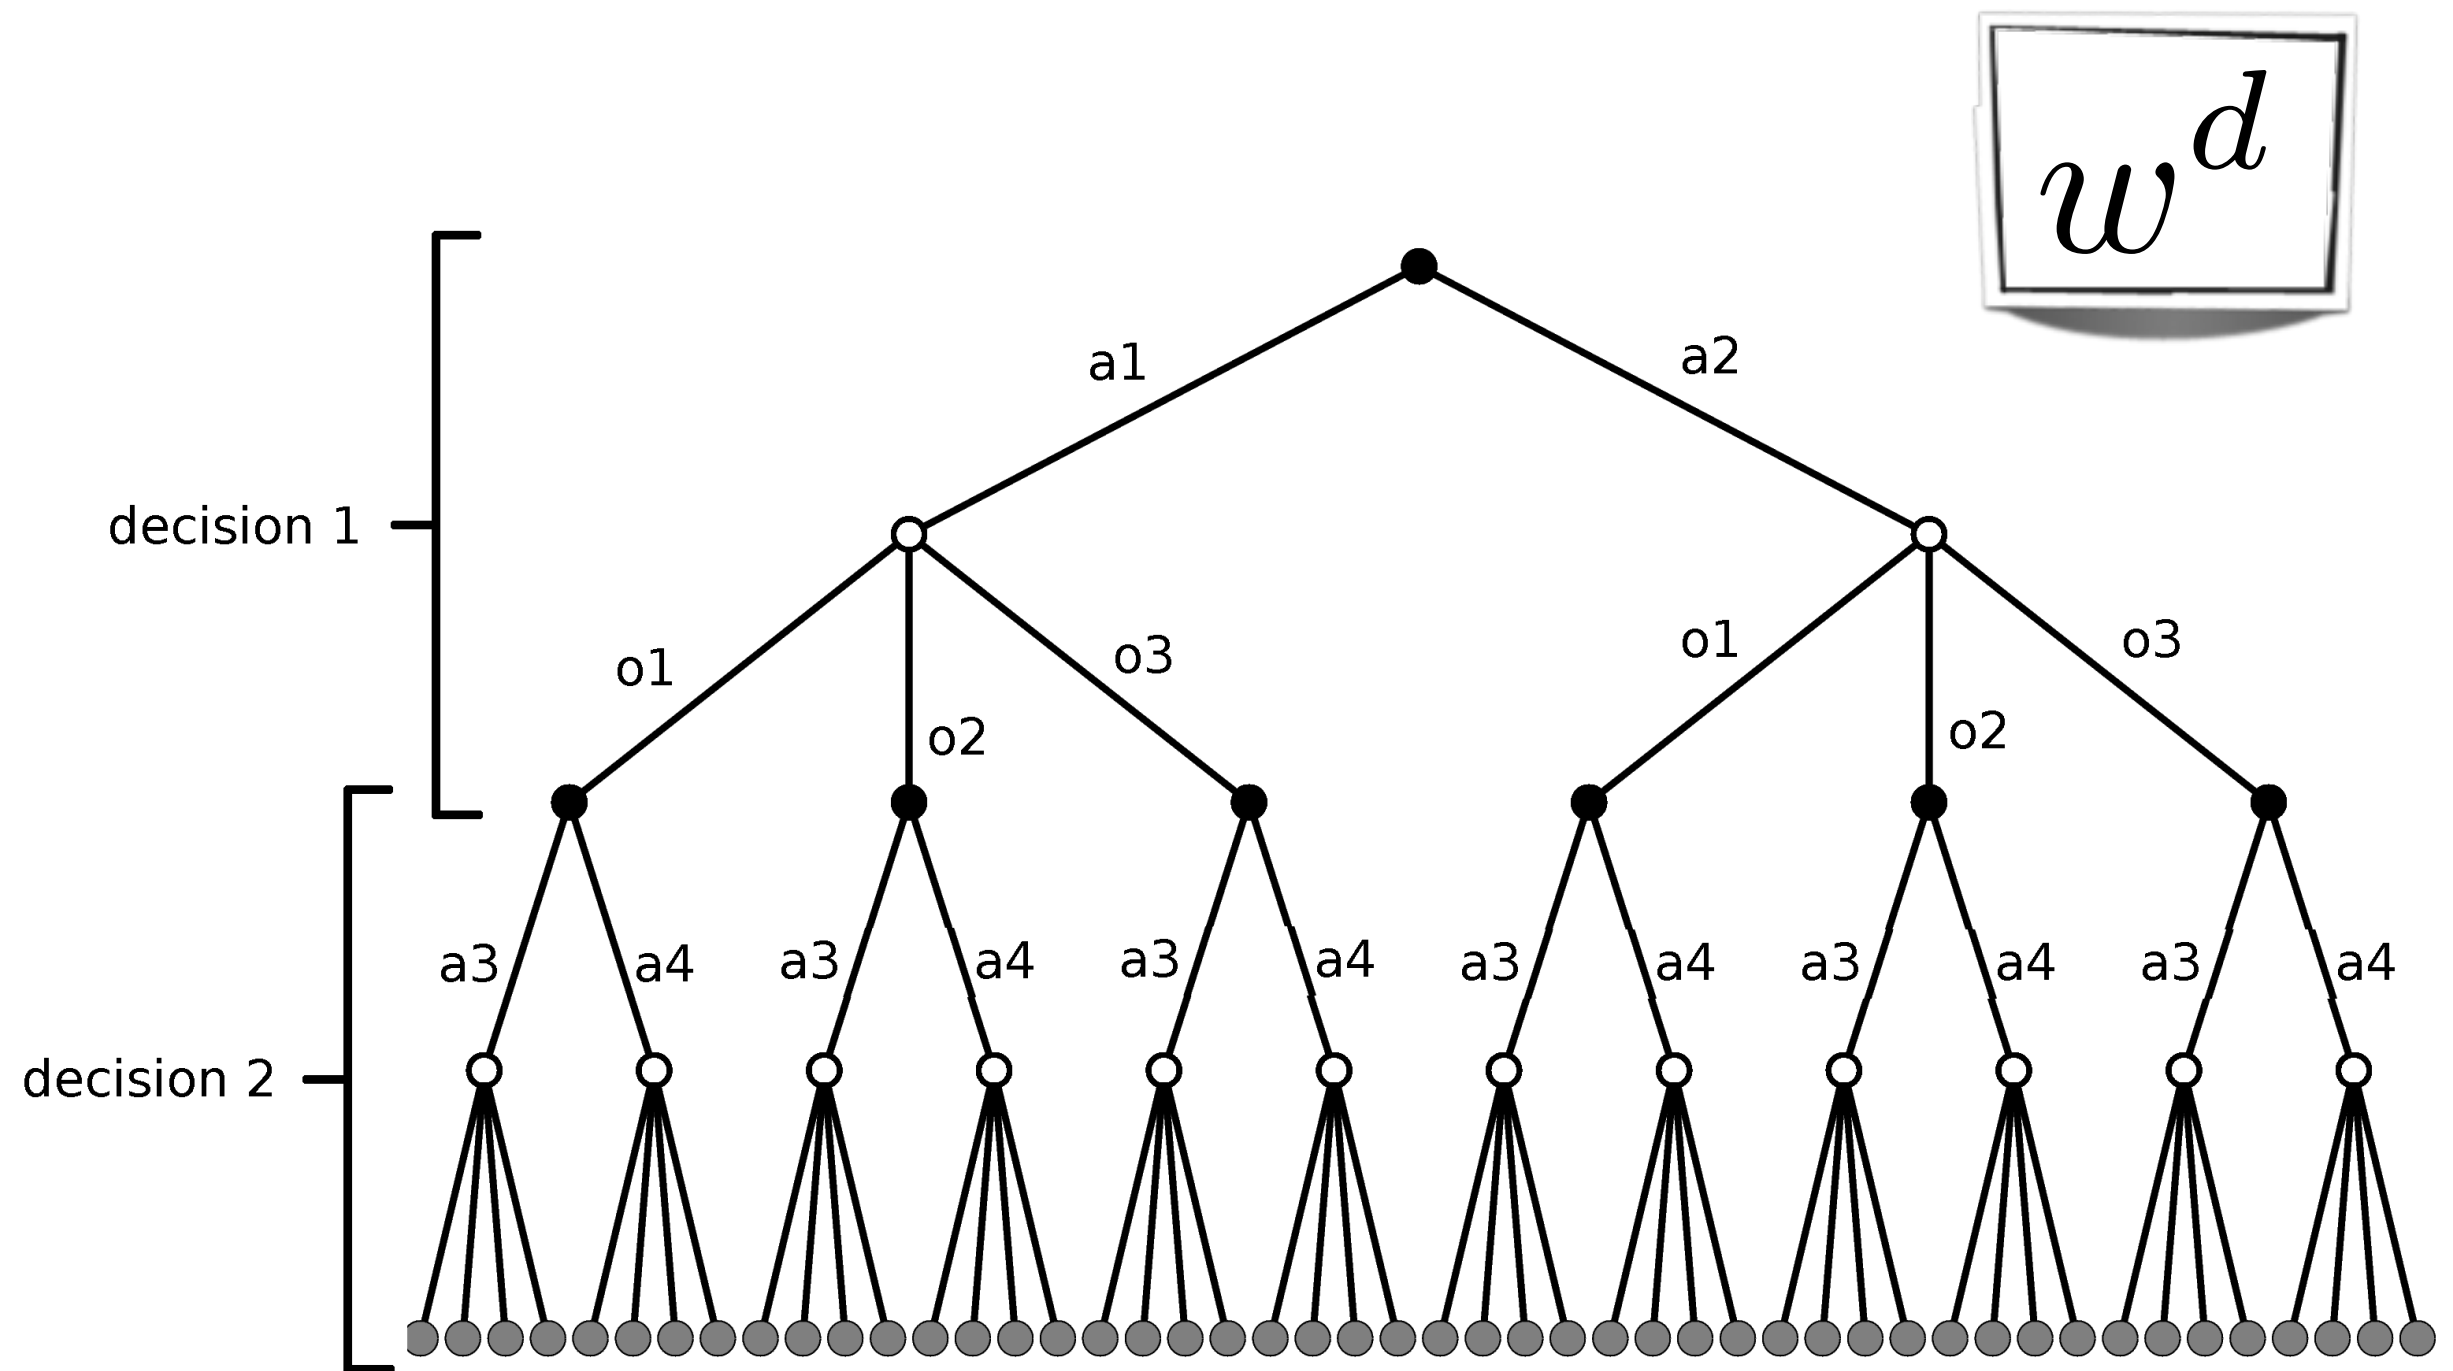 w^d
a1 a2
decision 1
o1 o2 o3 o1 o2 o3
a3 a4 a3 a4 a3 a4 a3 a4 a3 a4 a3 a4
decision 2